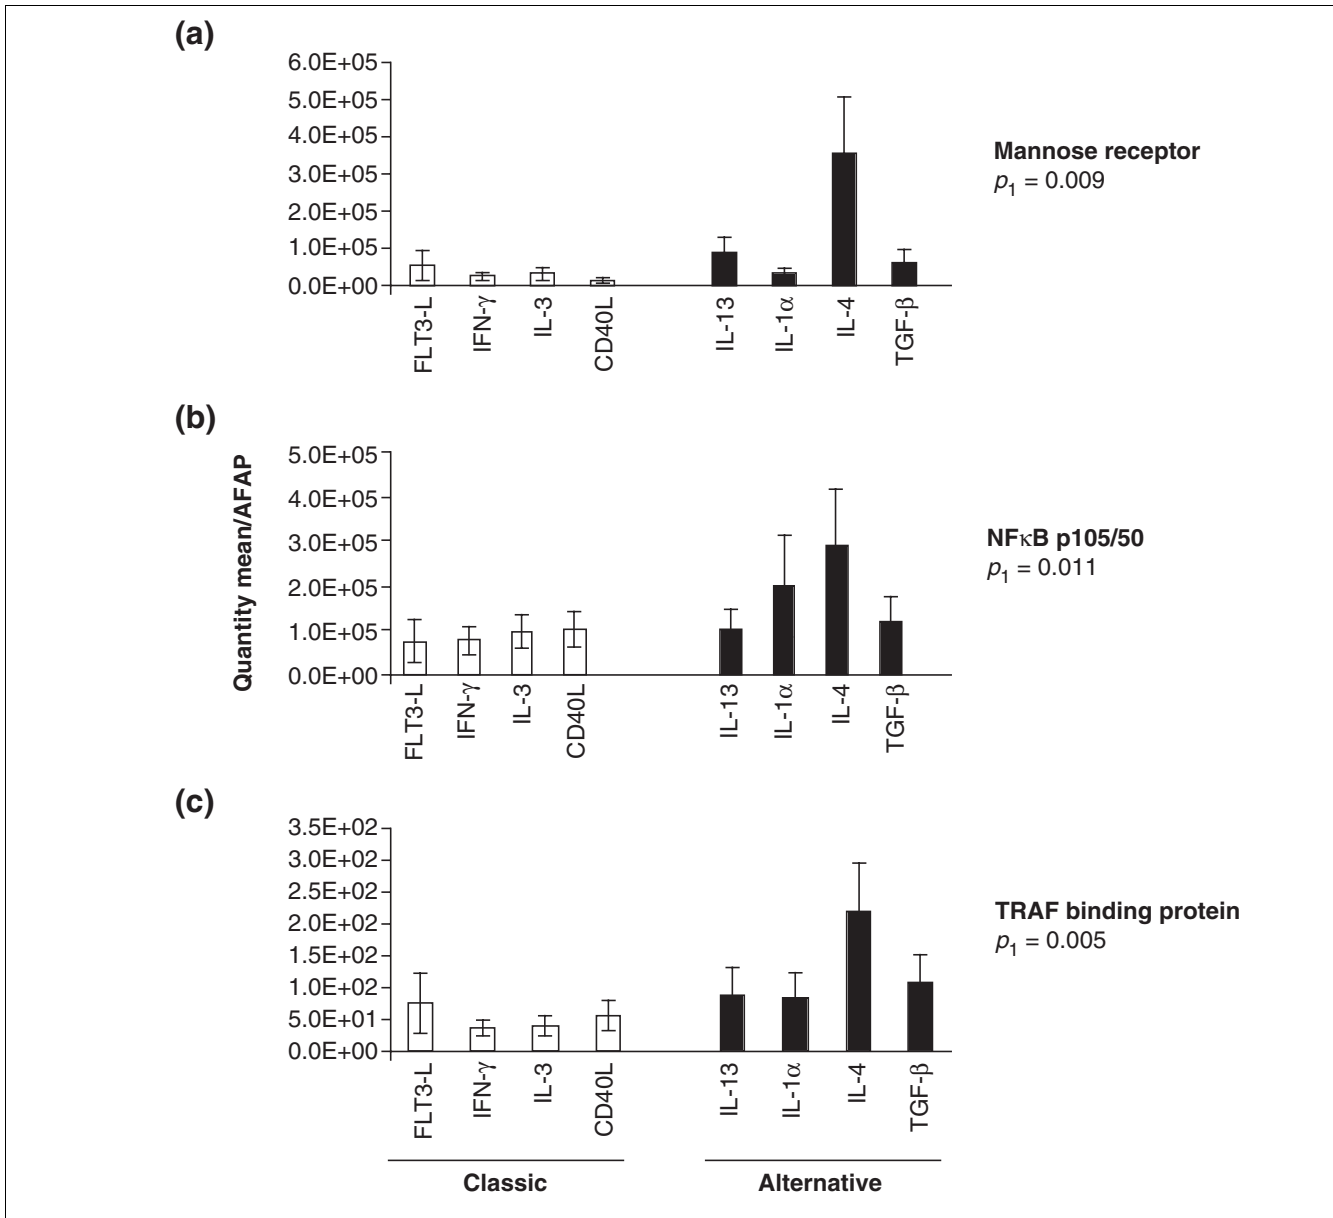 (a)
6.0E+05
5.0E+05
4.0E+05
3.0E+05
2.0E+05
1.0E+05
0.0E+00
FLT3-L
IFN-γ
IL-3
CD40L
IL-13
IL-1α
IL-4
TGF-β
Mannose receptor
p1 = 0.009
(b)
Quantity mean/AFAP
5.0E+05
4.0E+05
3.0E+05
2.0E+05
1.0E+05
0.0E+00
FLT3-L
IFN-γ
IL-3
CD40L
IL-13
IL-1α
IL-4
TGF-β
NFκB p105/50
p1 = 0.011
(c)
3.5E+02
3.0E+02
2.5E+02
2.0E+02
1.5E+02
1.0E+02
5.0E+01
0.0E+00
FLT3-L
IFN-γ
IL-3
CD40L
IL-13
IL-1α
IL-4
TGF-β
TRAF binding protein
p1 = 0.005
Classic
Alternative